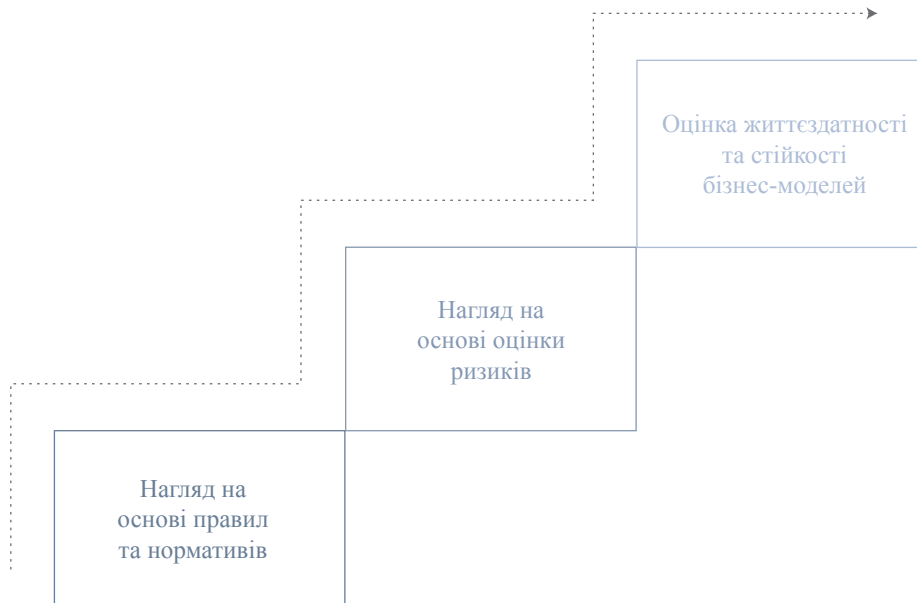 Оцінка життєздатності
та стійкості
бізнес-моделей
Нагляд на
основі оцінки
ризиків
Нагляд на
основі правил
та нормативів